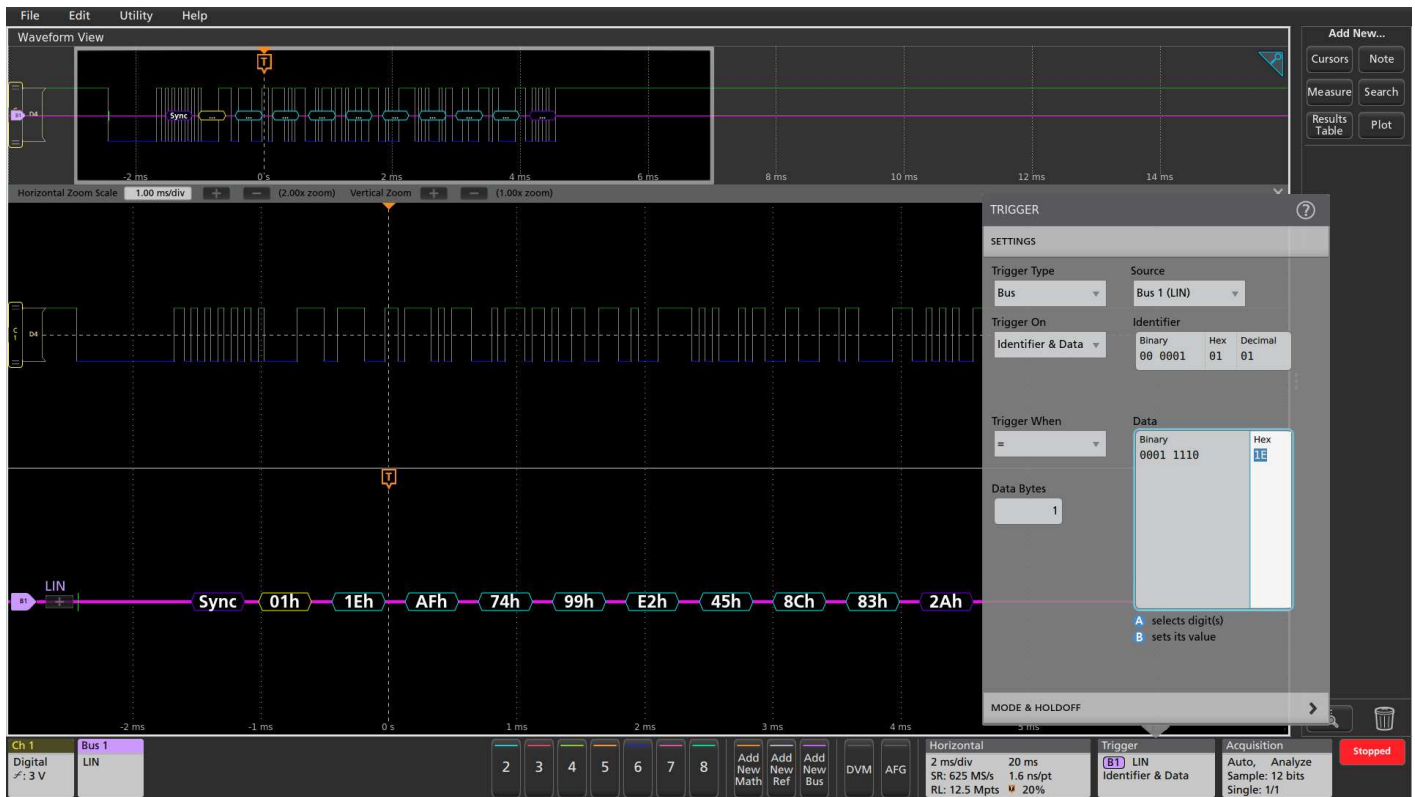 File Edit Utility Help
Waveform View
Add New...
Cursors Note
Measure Search
Results Table Plot
T
B1 D4
Sync ... ... ... ... ... ... ... ... ... ...
-2 ms 0 s 2 ms 4 ms 6 ms 8 ms 10 ms 12 ms 14 ms
Horizontal Zoom Scale 1.00 ms/div + − (2.00x zoom) Vertical Zoom + − (1.00x zoom)
C1 D4
T
LIN
B1 + Sync 01h 1Eh AFh 74h 99h E2h 45h 8Ch 83h 2Ah
-2 ms -1 ms 0 s 1 ms 2 ms 3 ms 4 ms 5 ms
TRIGGER ?
SETTINGS
Trigger Type Source
Bus Bus 1 (LIN)
Trigger On Identifier
Identifier & Data Binary Hex Decimal
00 0001 01 01
Trigger When Data
= Binary Hex
0001 1110 1E
Data Bytes
1
A selects digit(s)
B sets its value
MODE & HOLDOFF
Ch 1
Digital
: 3 V
Bus 1
LIN
2 3 4 5 6 7 8
Add New Math
Add New Ref
Add New Bus
DVM AFG
Horizontal
2 ms/div 20 ms
SR: 625 MS/s 1.6 ns/pt
RL: 12.5 Mpts 20%
Trigger
B1 LIN
Identifier & Data
Acquisition
Auto, Analyze
Sample: 12 bits
Single: 1/1
Stopped